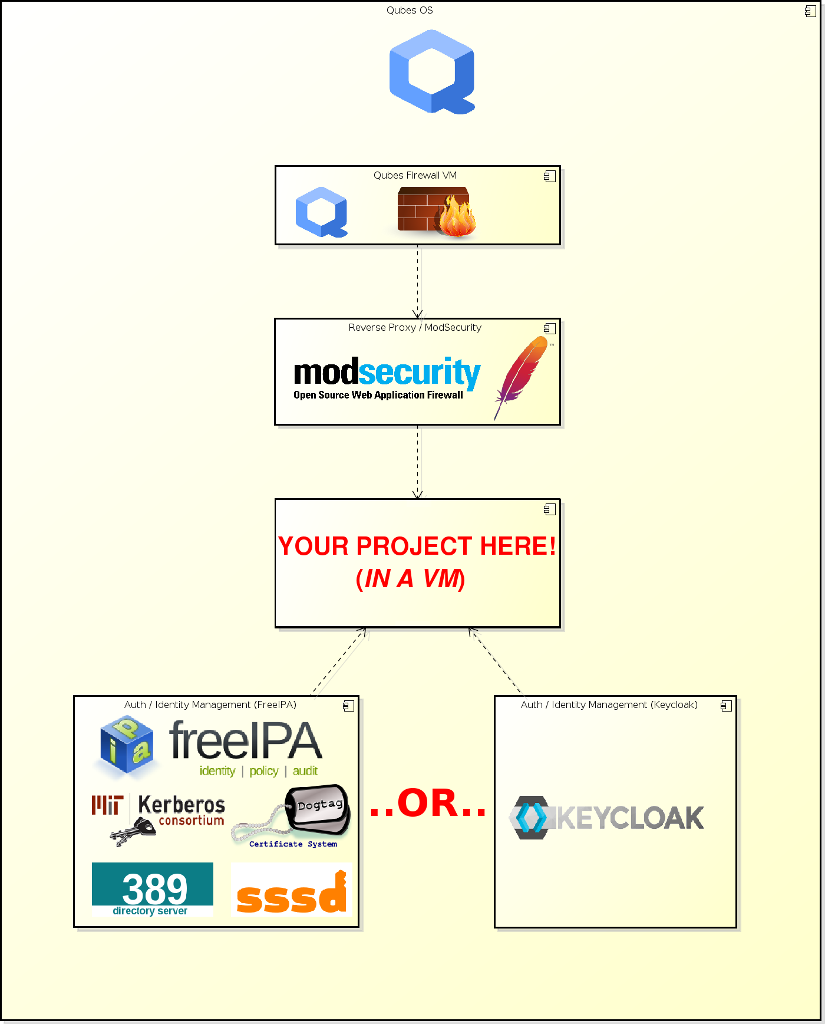 Qubes OS
Qubes Firewall VM
Reverse Proxy / ModSecurity
modsecurity
Open Source Web Application Firewall
YOUR PROJECT HERE!
(IN A VM)
Auth / Identity Management (FreeIPA)
ipa
freeIPA
identity | policy | audit
MIT Kerberos
consortium
Dogtag
Certificate System
389
directory server
sssd
..OR..
Auth / Identity Management (Keycloak)
KEYCLOAK